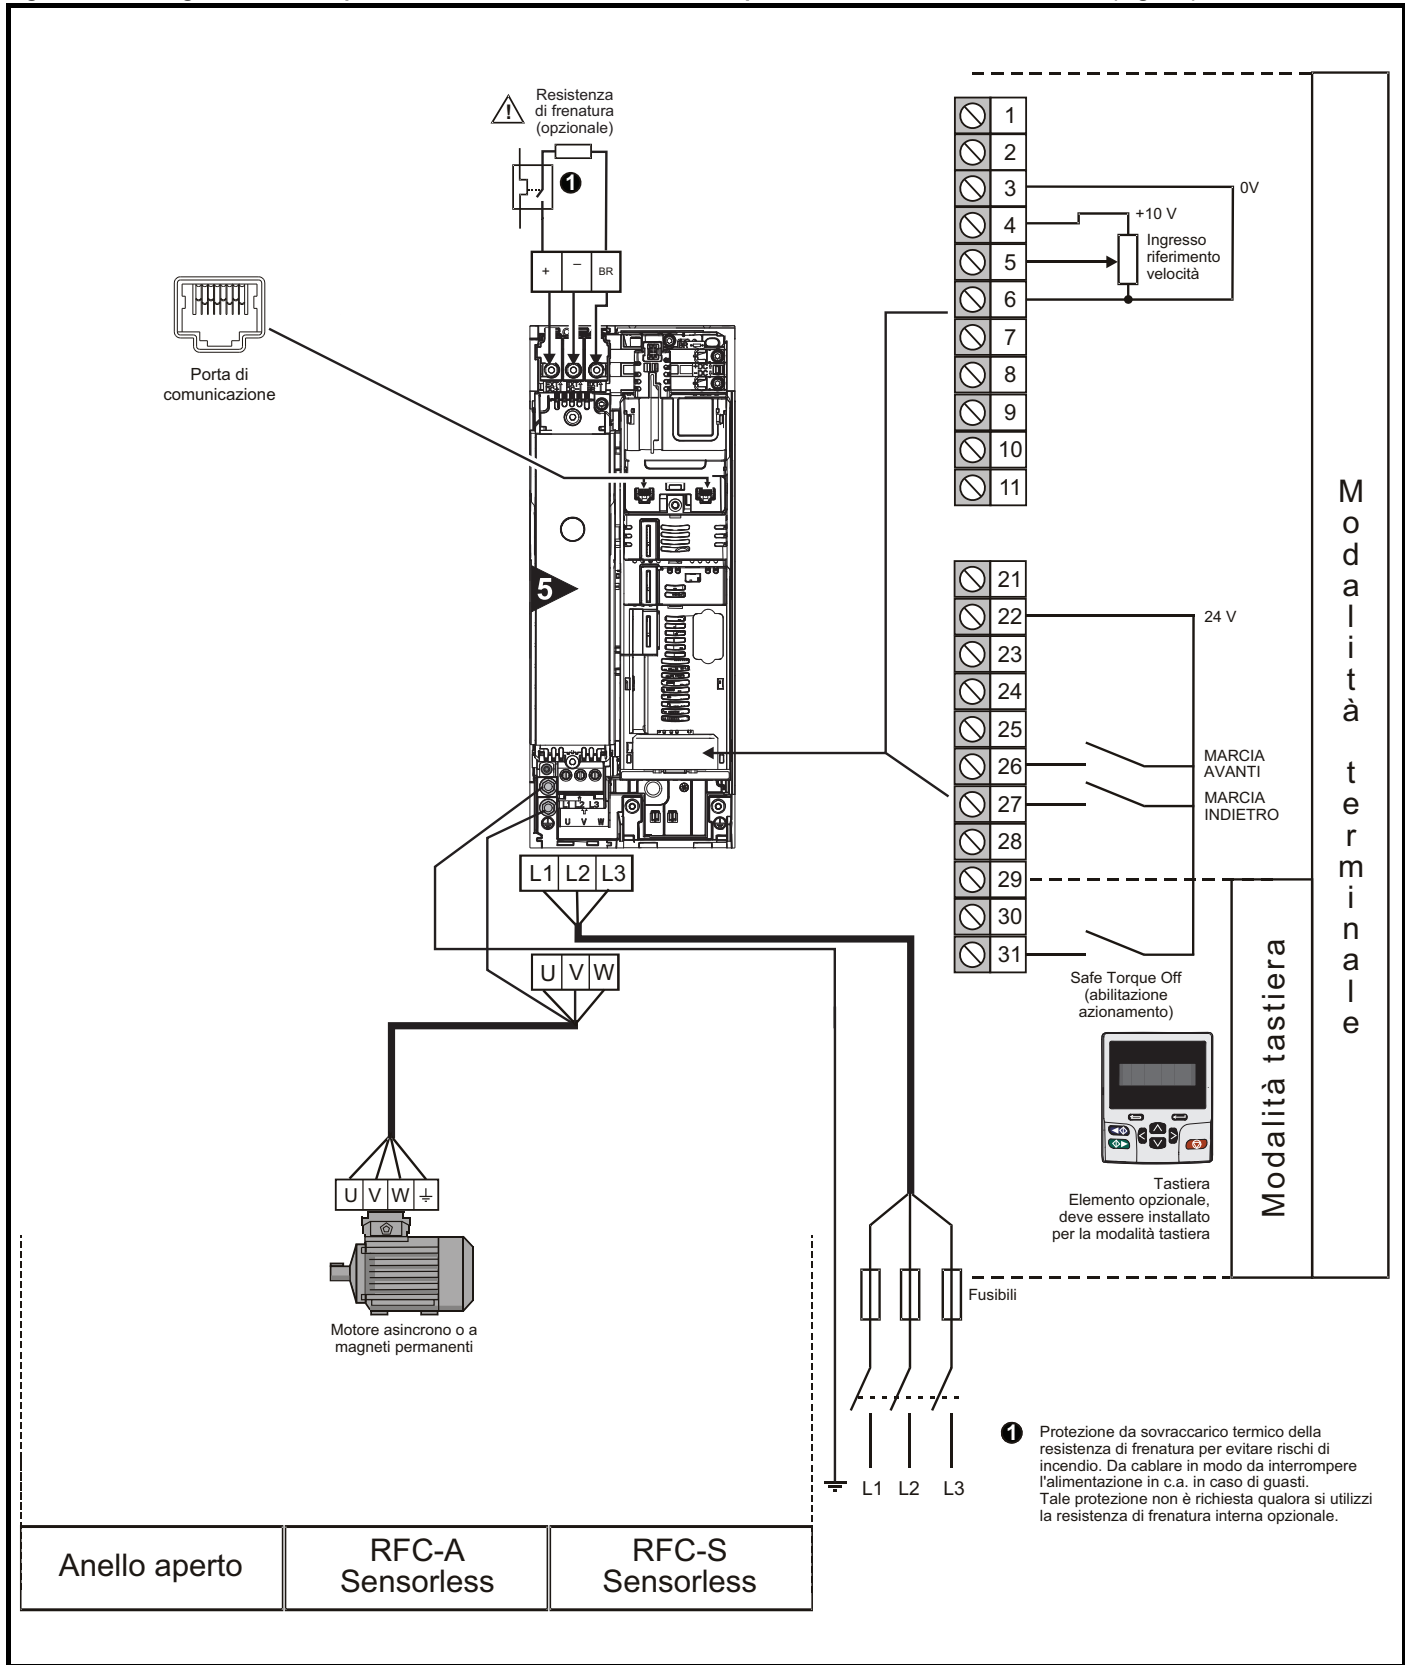 Resistenza
di frenatura
(opzionale)
1
+
–
BR
Porta di
comunicazione
5
L1 L2 L3
U V W
L1 L2 L3
U V W
U V W
Motore asincrono o a
magneti permanenti
1
2
3
4
5
6
7
8
9
10
11
0V
+10 V
Ingresso
riferimento
velocità
21
22
23
24
25
26
27
28
29
30
31
24 V
MARCIA
AVANTI
MARCIA
INDIETRO
Safe Torque Off
(abilitazione
azionamento)
Tastiera
Elemento opzionale,
deve essere installato
per la modalità tastiera
Modalità tastiera
Modalità terminale
Fusibili
L1 L2 L3
1 Protezione da sovraccarico termico della
resistenza di frenatura per evitare rischi di
incendio. Da cablare in modo da interrompere
l'alimentazione in c.a. in caso di guasti.
Tale protezione non è richiesta qualora si utilizzi
la resistenza di frenatura interna opzionale.
Anello aperto
RFC-A
Sensorless
RFC-S
Sensorless